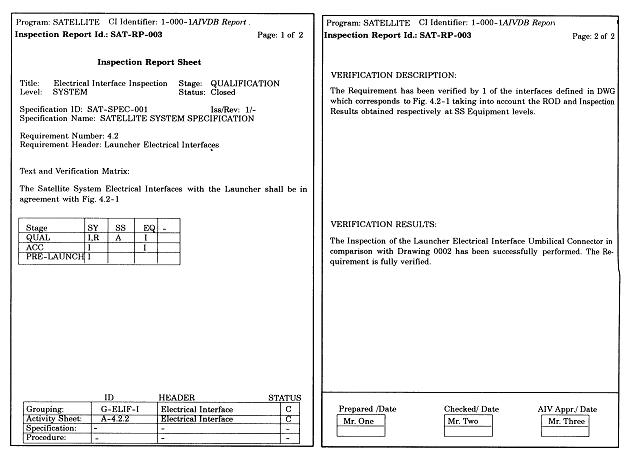 Program: SATELLITE CI Identifier: 1-000-1AIVDB Report .
Inspection Report Id.: SAT-RP-003 Page: 1 of 2
Inspection Report Sheet
Title: Electrical Interface Inspection Stage: QUALIFICATION
Level: SYSTEM Status: Closed
Specification ID: SAT-SPEC-001 Iss/Rev: 1/-
Specification Name: SATELLITE SYSTEM SPECIFICATION
Requirement Number: 4.2
Requirement Header: Launcher Electrical Interfaces
Text and Verification Matrix:
The Satellite System Electrical Interfaces with the Launcher shall be in
agreement with Fig. 4.2-1
Stage SY SS EQ -
QUAL I,R A I
ACC I I
PRE-LAUNCH I
ID HEADER STATUS
Grouping: G-ELIF-I Electrical Interface C
Activity Sheet: A-4.2.2 Electrical Interface C
Specification: - - -
Procedure: - - -
Program: SATELLITE CI Identifier: 1-000-1AIVDB Report
Inspection Report Id.: SAT-RP-003 Page: 2 of 2
VERIFICATION DESCRIPTION:
The Requirement has been verified by 1 of the interfaces defined in DWG
which corresponds to Fig. 4.2-1 taking into account the ROD and Inspection
Results obtained respectively at SS Equipment levels.
VERIFICATION RESULTS:
The Inspection of the Launcher Electrical Interface Umbilical Connector in
comparison with Drawing 0002 has been successfully performed. The Re-
quirement is fully verified.
Prepared /Date Checked/ Date AIV Appr./ Date
Mr. One Mr. Two Mr. Three